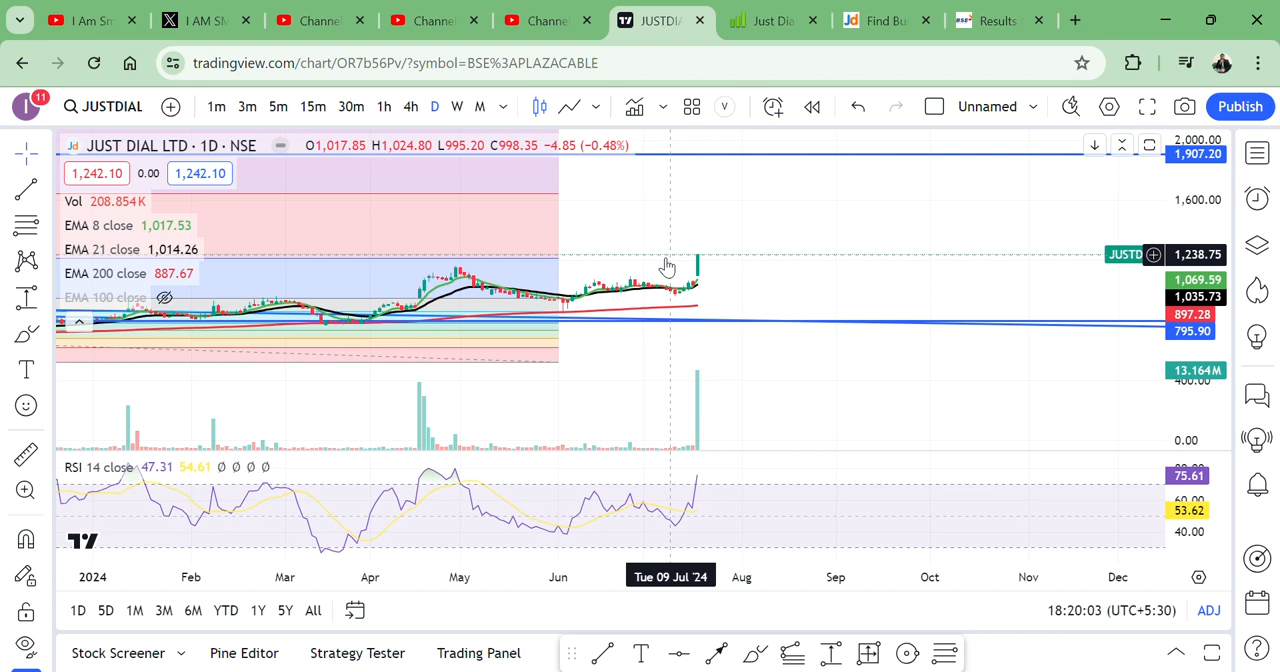 I Am Sm
I AM SM
Channel
Channel
Channel
JUSTDIA
Just Dia
Find Bus
Results
tradingview.com/chart/OR7b56Pv/?symbol=BSE%3APLAZACABLE
I 11 JUSTDIAL 1m 3m 5m 15m 30m 1h 4h D W M V Unnamed Publish
Jd JUST DIAL LTD · 1D · NSE O1,017.85 H1,024.80 L995.20 C998.35 −4.85 (−0.48%)
1,242.10 0.00 1,242.10
Vol 208.854K
EMA 8 close 1,017.53
EMA 21 close 1,014.26
EMA 200 close 887.67
EMA 100 close
2,000.00
1,907.20
1,600.00
JUSTD 1,238.75
1,069.59
1,035.73
897.28
795.90
13.164M
400.00
0.00
RSI 14 close 47.31 54.61 Ø Ø Ø Ø
75.61
60.00
53.62
40.00
2024 Feb Mar Apr May Jun Tue 09 Jul '24 Aug Sep Oct Nov Dec
1D 5D 1M 3M 6M YTD 1Y 5Y All 18:20:03 (UTC+5:30) ADJ
Stock Screener Pine Editor Strategy Tester Trading Panel